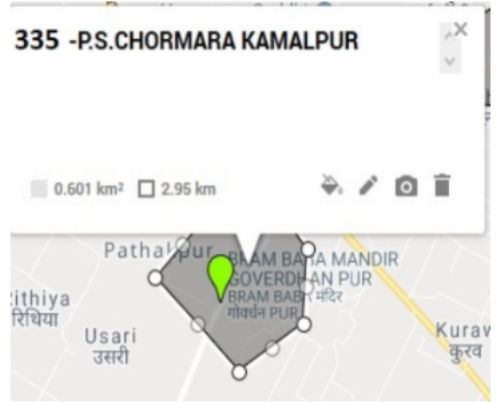 335 -P.S.CHORMARA KAMALPUR
0.601 km² 2.95 km
Pathalpur
BRAM BABA MANDIR
GOVERDHAN PUR
BRAM BABA मंदिर
गोवर्धन PUR
ithiya
रिथिया
Usari
उसरी
Kurav
कुरव